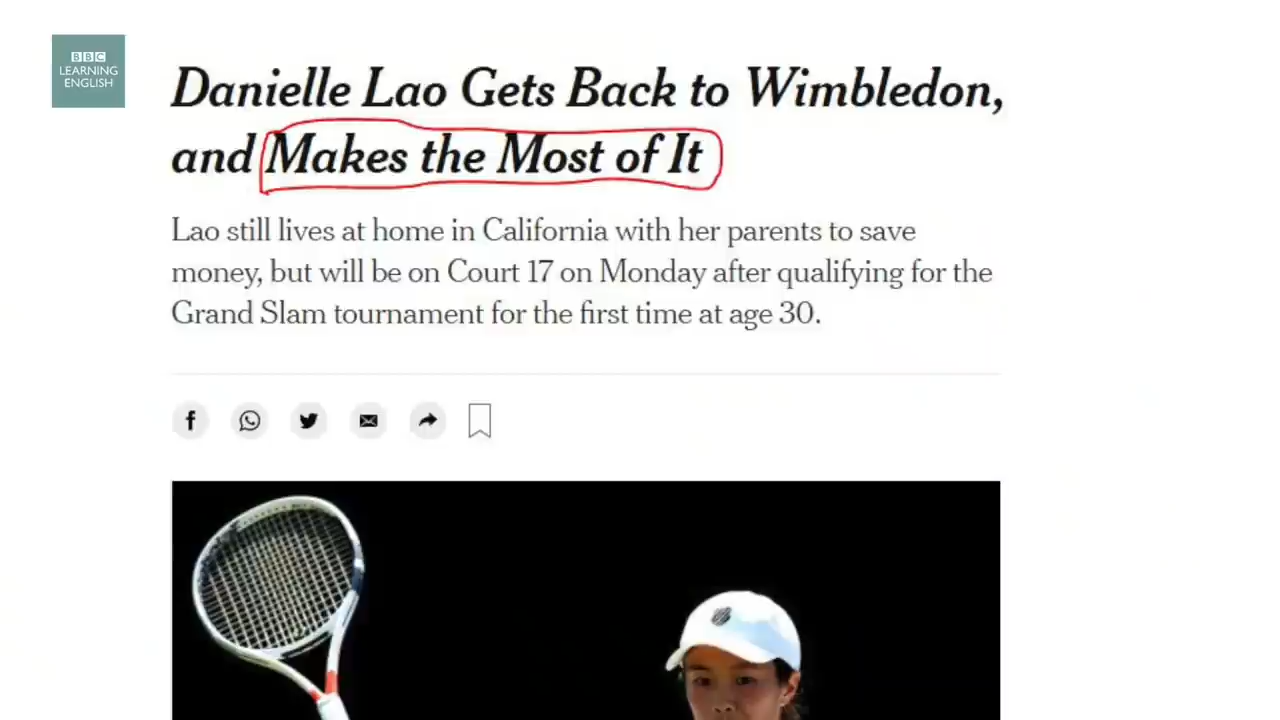 BBC
LEARNING
ENGLISH
Danielle Lao Gets Back to Wimbledon,
and Makes the Most of It
Lao still lives at home in California with her parents to save
money, but will be on Court 17 on Monday after qualifying for the
Grand Slam tournament for the first time at age 30.